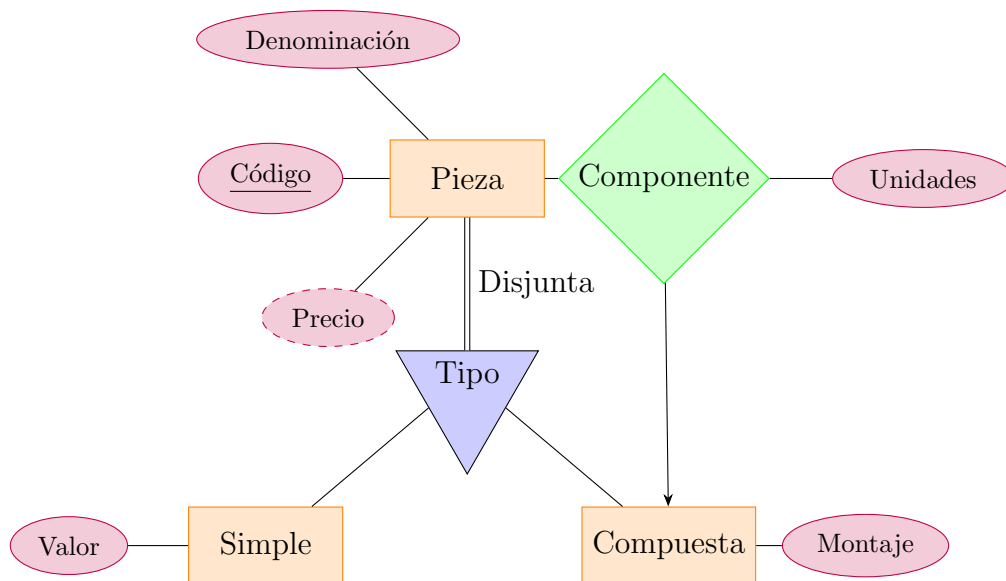 Denominación
Código
Pieza
Componente
Unidades
Disjunta
Precio
Tipo
Valor
Simple
Compuesta
Montaje